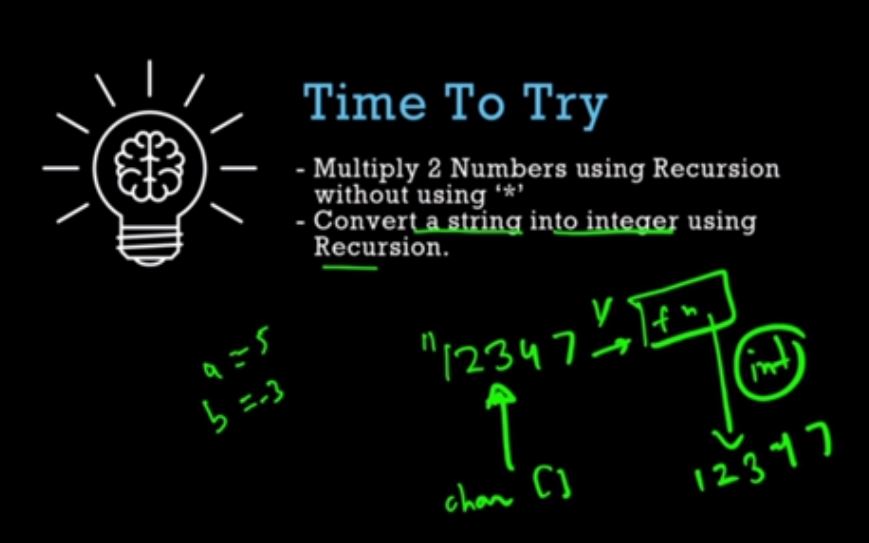 Time To Try
- Multiply 2 Numbers using Recursion
without using ‘*’
- Convert a string into integer using
Recursion.
a = 5
b = -3
"12347" → fn
int
12347
char []